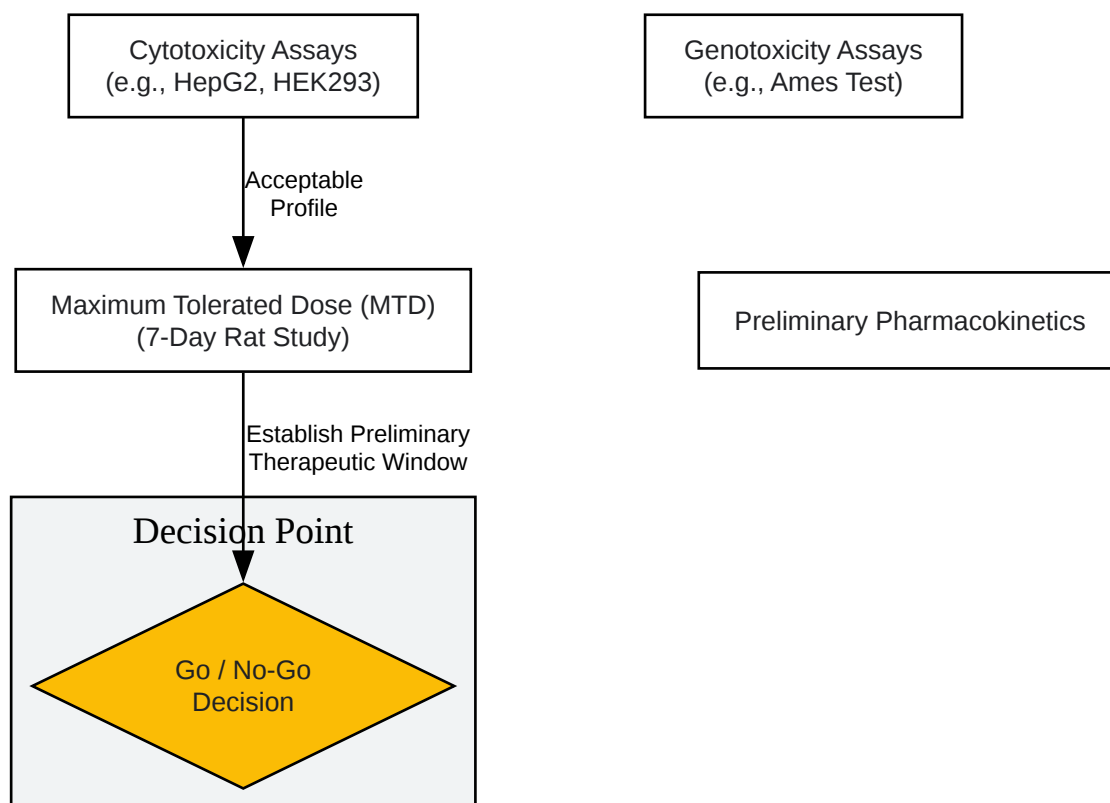 Cytotoxicity Assays
(e.g., HepG2, HEK293)
Genotoxicity Assays
(e.g., Ames Test)
Acceptable
Profile
Maximum Tolerated Dose (MTD)
(7-Day Rat Study)
Preliminary Pharmacokinetics
Establish Preliminary
Therapeutic Window
Decision Point
Go / No-Go
Decision